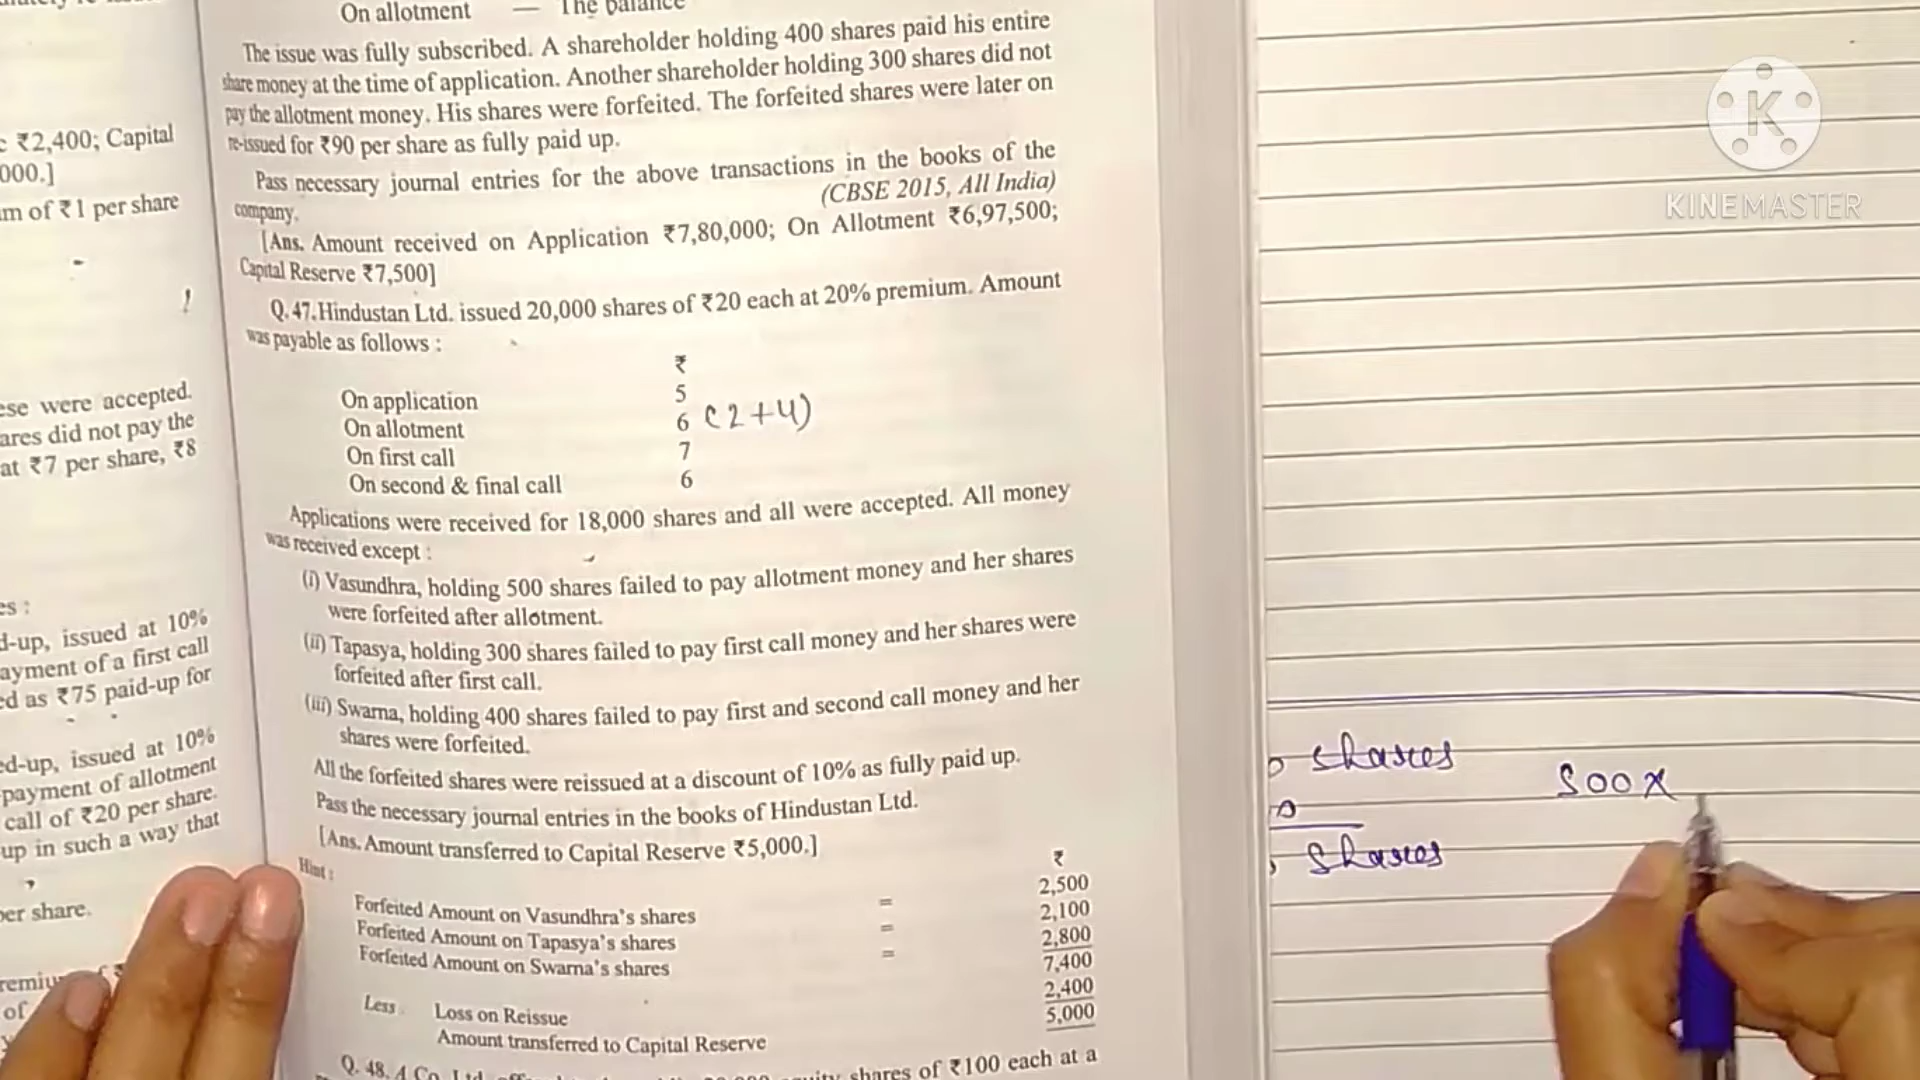 On allotment — The balance
The issue was fully subscribed. A shareholder holding 400 shares paid his entire
share money at the time of application. Another shareholder holding 300 shares did not
pay the allotment money. His shares were forfeited. The forfeited shares were later on
re-issued for ₹90 per share as fully paid up.
Pass necessary journal entries for the above transactions in the books of the
company.
(CBSE 2015, All India)
[Ans. Amount received on Application ₹7,80,000; On Allotment ₹6,97,500;
Capital Reserve ₹7,500]
Q.47. Hindustan Ltd. issued 20,000 shares of ₹20 each at 20% premium. Amount
was payable as follows :
₹
On application 5
On allotment 6 (2+4)
On first call 7
On second & final call 6
Applications were received for 18,000 shares and all were accepted. All money
was received except :
(i) Vasundhra, holding 500 shares failed to pay allotment money and her shares
were forfeited after allotment.
(ii) Tapasya, holding 300 shares failed to pay first call money and her shares were
forfeited after first call.
(iii) Swarna, holding 400 shares failed to pay first and second call money and her
shares were forfeited.
All the forfeited shares were reissued at a discount of 10% as fully paid up.
Pass the necessary journal entries in the books of Hindustan Ltd.
[Ans. Amount transferred to Capital Reserve ₹5,000.]
Hint :
₹
Forfeited Amount on Vasundhra's shares = 2,500
Forfeited Amount on Tapasya's shares = 2,100
Forfeited Amount on Swarna's shares = 2,800
7,400
Less : Loss on Reissue 2,400
Amount transferred to Capital Reserve 5,000
Q. 48. A Co. Ltd. shares of ₹100 each at a
₹2,400; Capital
000.]
m of ₹1 per share
!
ese were accepted.
ares did not pay the
at ₹7 per share, ₹8
es :
d-up, issued at 10%
ayment of a first call
ed as ₹75 paid-up for
ed-up, issued at 10%
payment of allotment
call of ₹20 per share.
up in such a way that
per share.
of
shares
shares
500 x
K
KINEMASTER